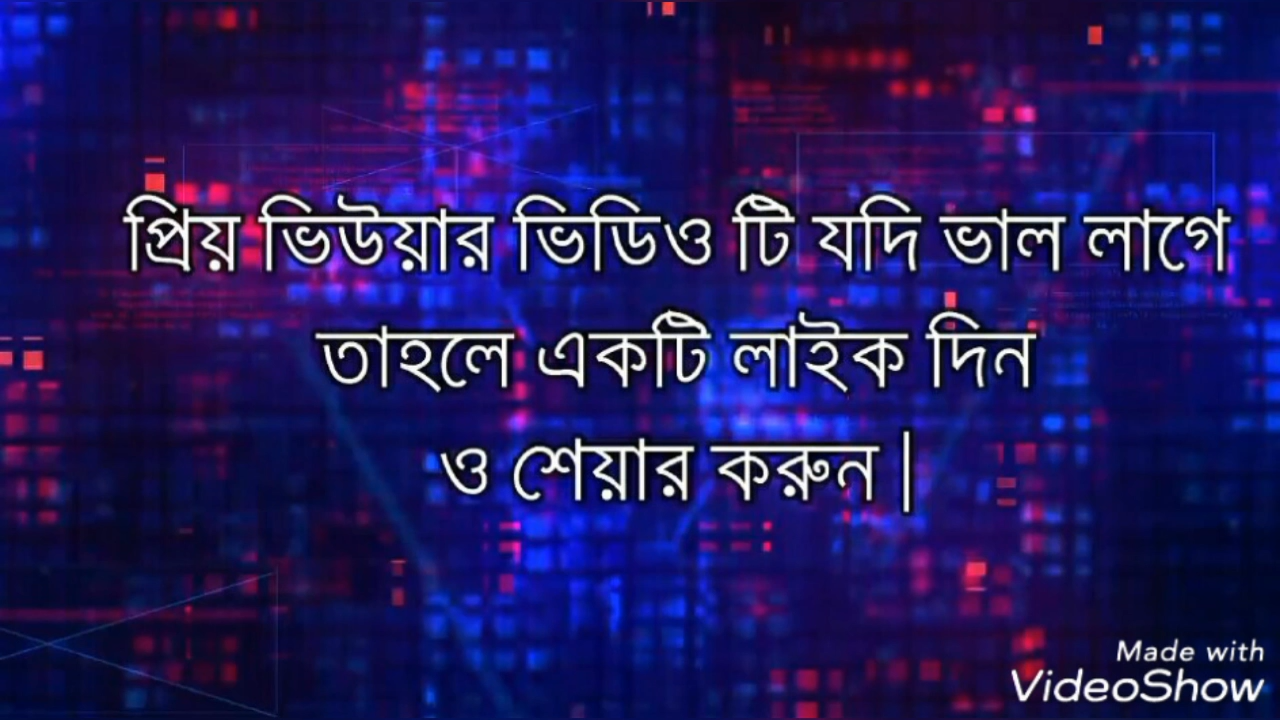 প্রিয় ভিউয়ার ভিডিও টি যদি ভাল লাগে
তাহলে একটি লাইক দিন
ও শেয়ার করুন |
Made with
VideoShow